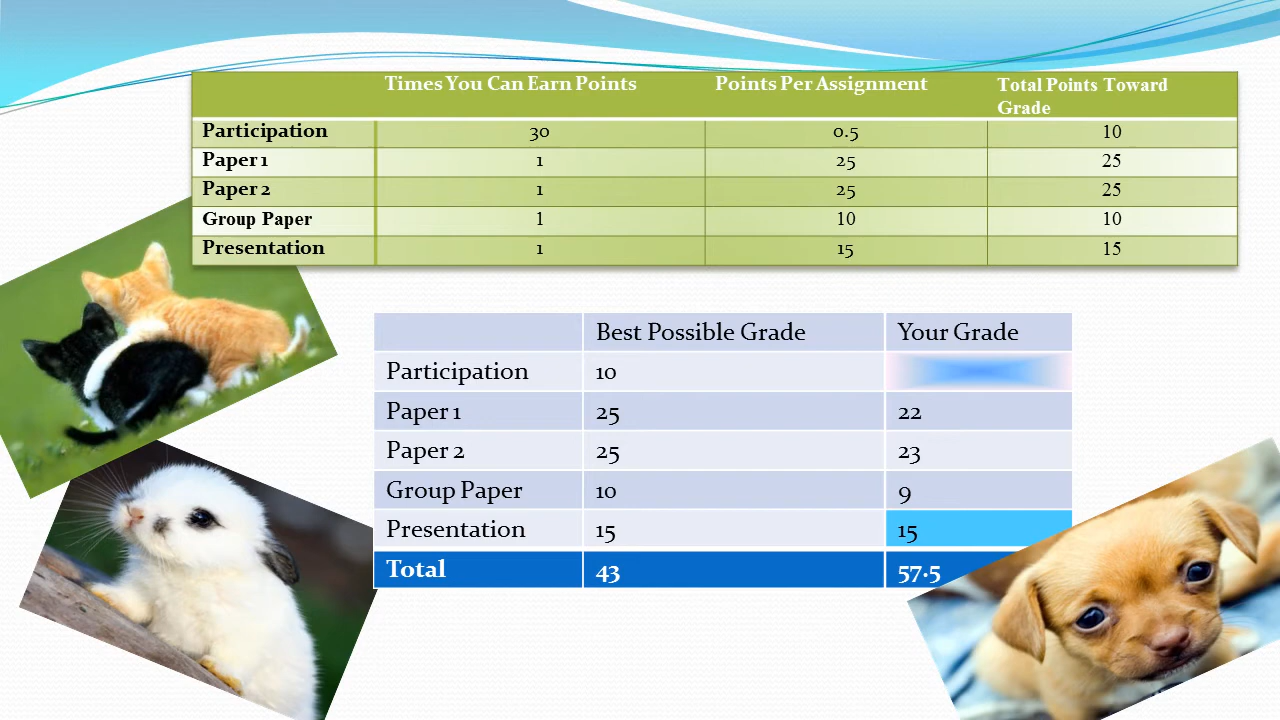 Times You Can Earn Points Points Per Assignment Total Points Toward
Grade
Participation 30 0.5 10
Paper 1 1 25 25
Paper 2 1 25 25
Group Paper 1 10 10
Presentation 1 15 15
Best Possible Grade Your Grade
Participation 10
Paper 1 25 22
Paper 2 25 23
Group Paper 10 9
Presentation 15 15
Total 43 57.5